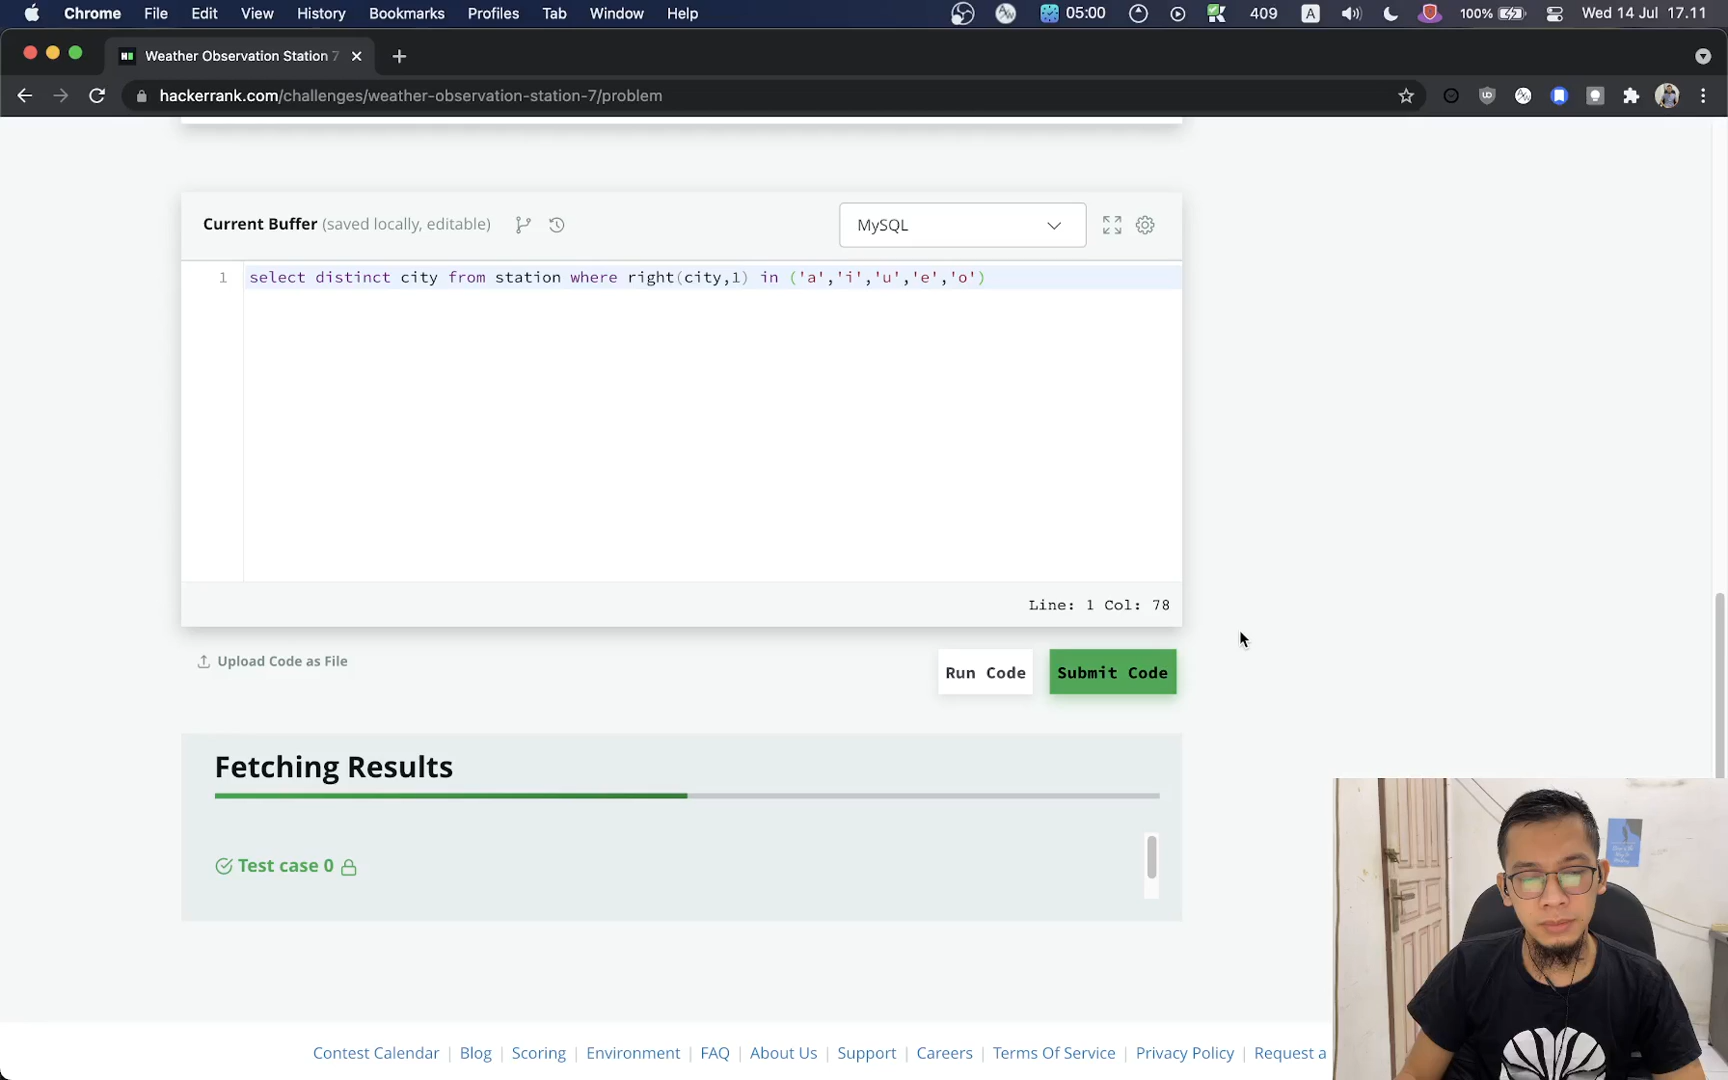 Chrome File Edit View History Bookmarks Profiles Tab Window Help 05:00 409 A 100% Wed 14 Jul 17.11
Weather Observation Station 7
hackerrank.com/challenges/weather-observation-station-7/problem
Current Buffer (saved locally, editable) MySQL
1 select distinct city from station where right(city,1) in ('a','i','u','e','o')
Line: 1 Col: 78
Upload Code as File Run Code Submit Code
Fetching Results
Test case 0
Contest Calendar | Blog | Scoring | Environment | FAQ | About Us | Support | Careers | Terms Of Service | Privacy Policy | Request a